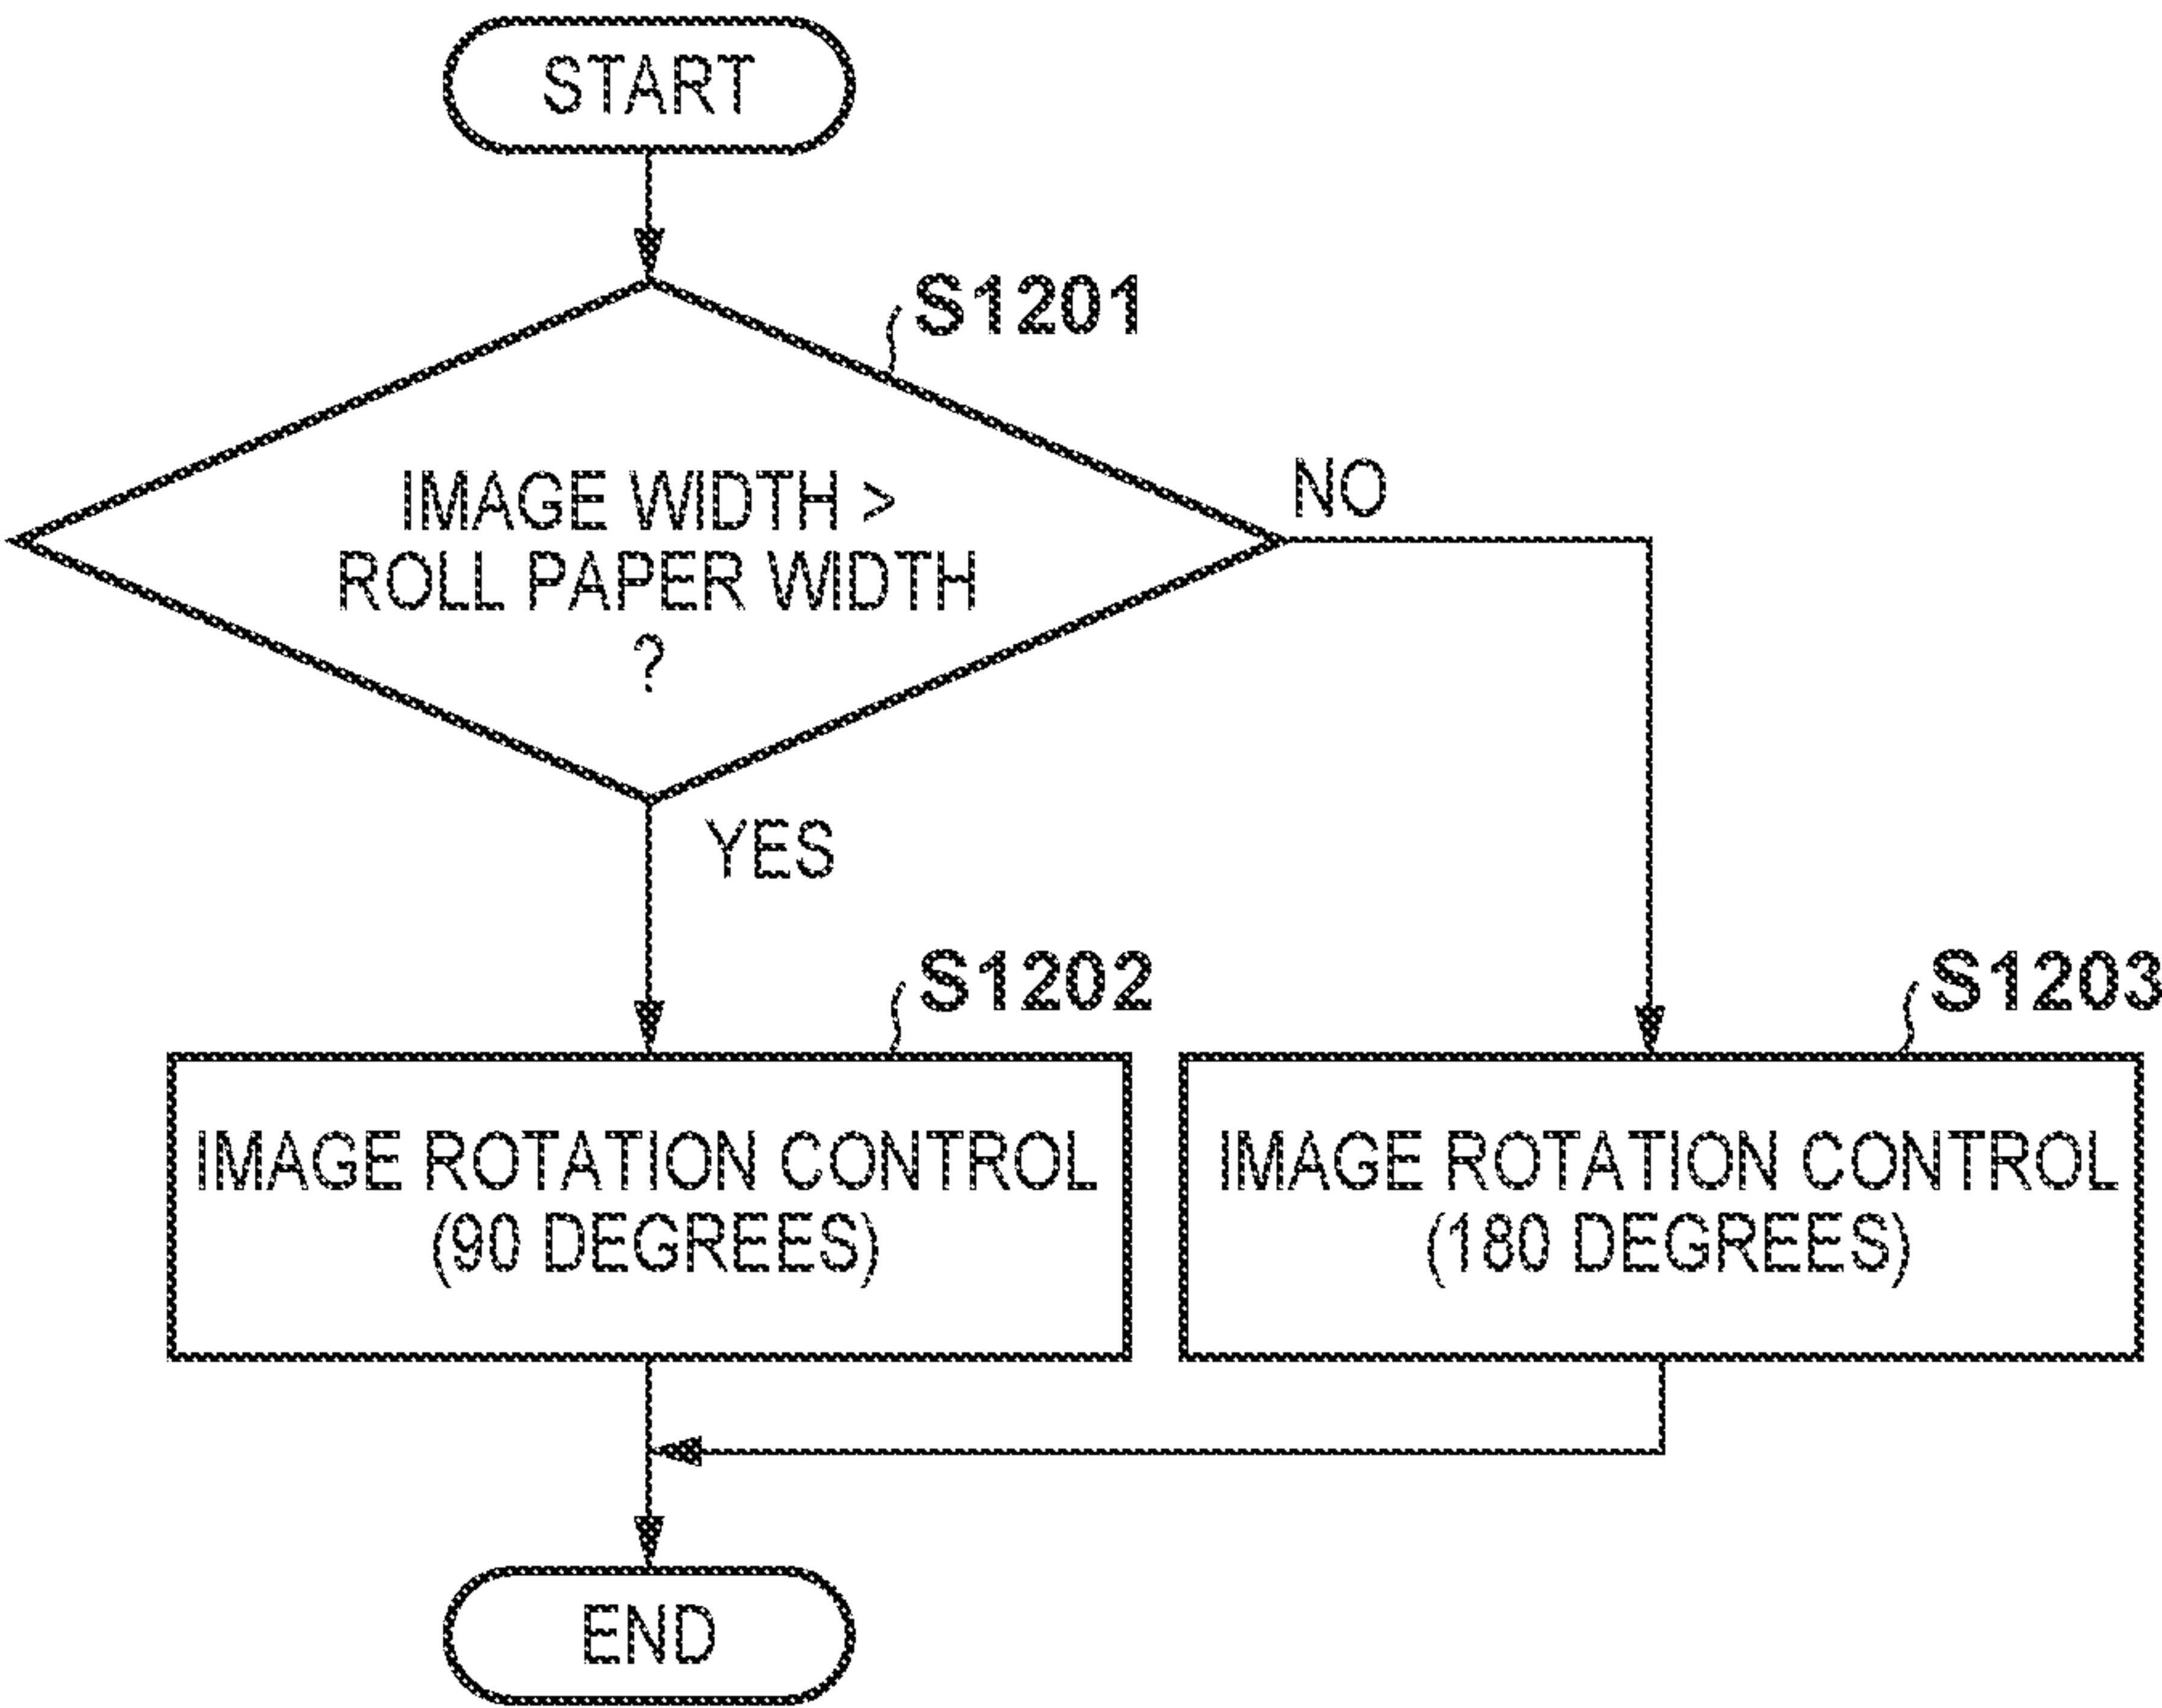 START
S1201
IMAGE WIDTH >
ROLL PAPER WIDTH
?
NO
YES
S1202
IMAGE ROTATION CONTROL
(90 DEGREES)
S1203
IMAGE ROTATION CONTROL
(180 DEGREES)
END